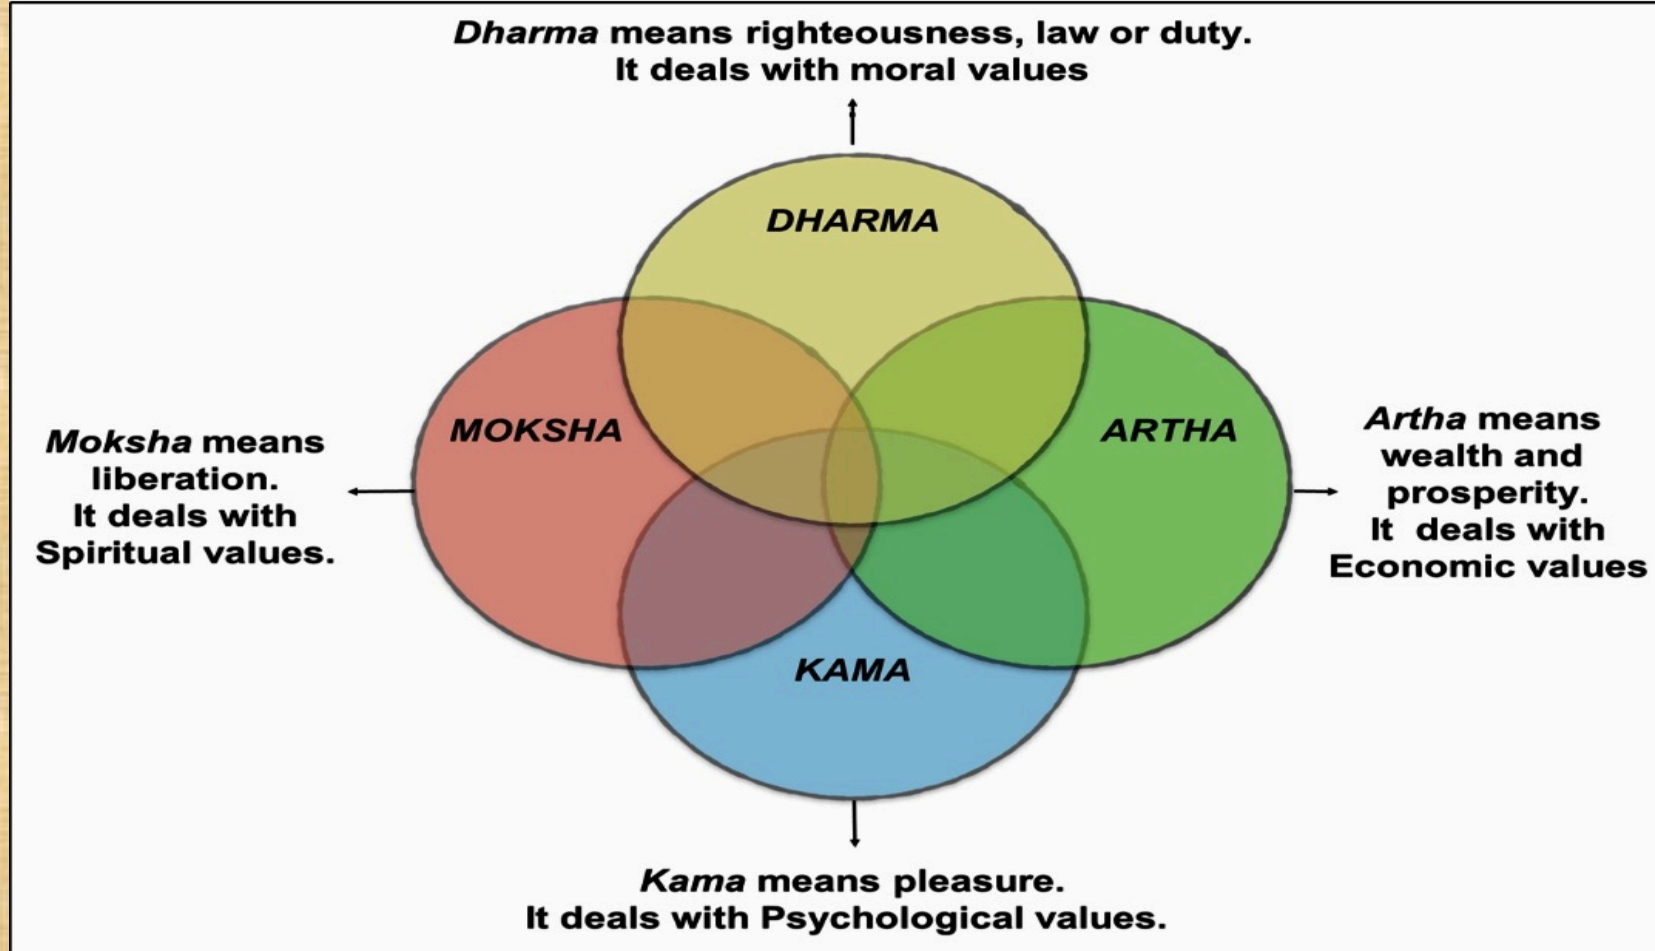 Dharma means righteousness, law or duty.
It deals with moral values
DHARMA
MOKSHA
ARTHA
Moksha means
liberation.
It deals with
Spiritual values.
Artha means
wealth and
prosperity.
It deals with
Economic values
KAMA
Kama means pleasure.
It deals with Psychological values.